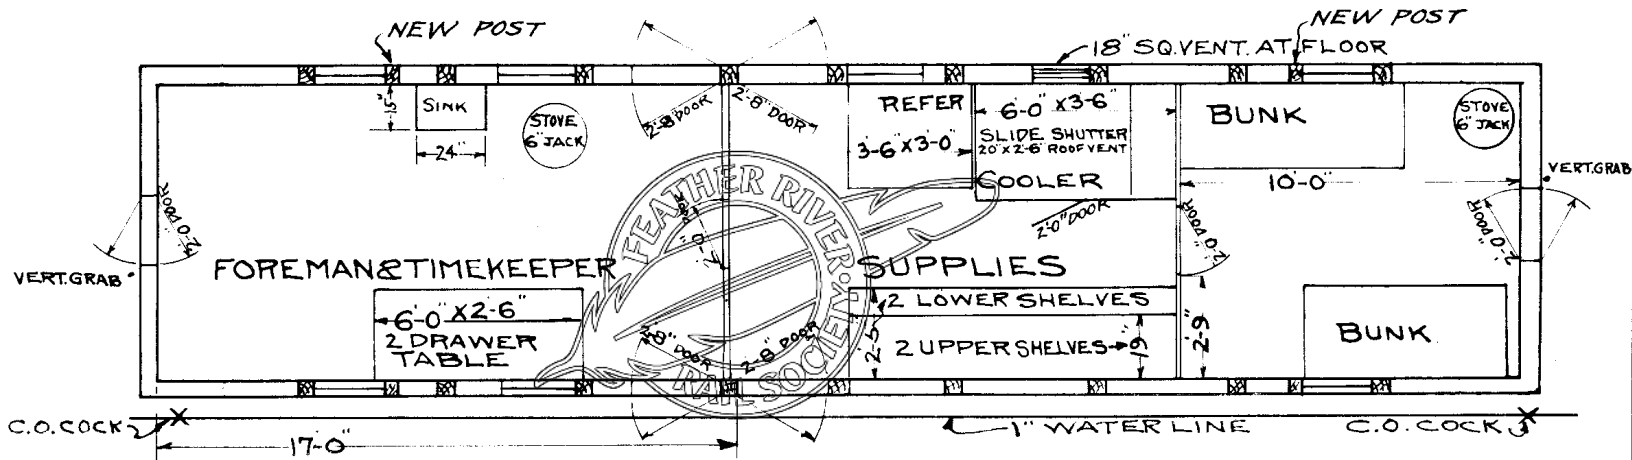 NEW POST
NEW POST
18" SQ.VENT. AT FLOOR
15"
SINK
24"
STOVE
6" JACK
2'-8" DOOR
2'-8" DOOR
REFER
3'-6" X 3'-0"
6'-0" X 3'-6"
SLIDE SHUTTER
20" X 2'-6" ROOF VENT
COOLER
BUNK
STOVE
6" JACK
VERT.GRAB
10'-0"
2'-0" DOOR
2'-0" DOOR
2'-0" DOOR
2'-0" DOOR
VERT.GRAB
FEATHER RIVER
RAIL SOCIETY
FOREMAN & TIMEKEEPER
SUPPLIES
6'-0" X 2'-6"
2 DRAWER
TABLE
2'-8" DOOR
2'-8" DOOR
2 LOWER SHELVES
2'-5"
2 UPPER SHELVES
19"
2'-9"
BUNK
C.O. COCK
17'-0"
1" WATER LINE
C.O. COCK